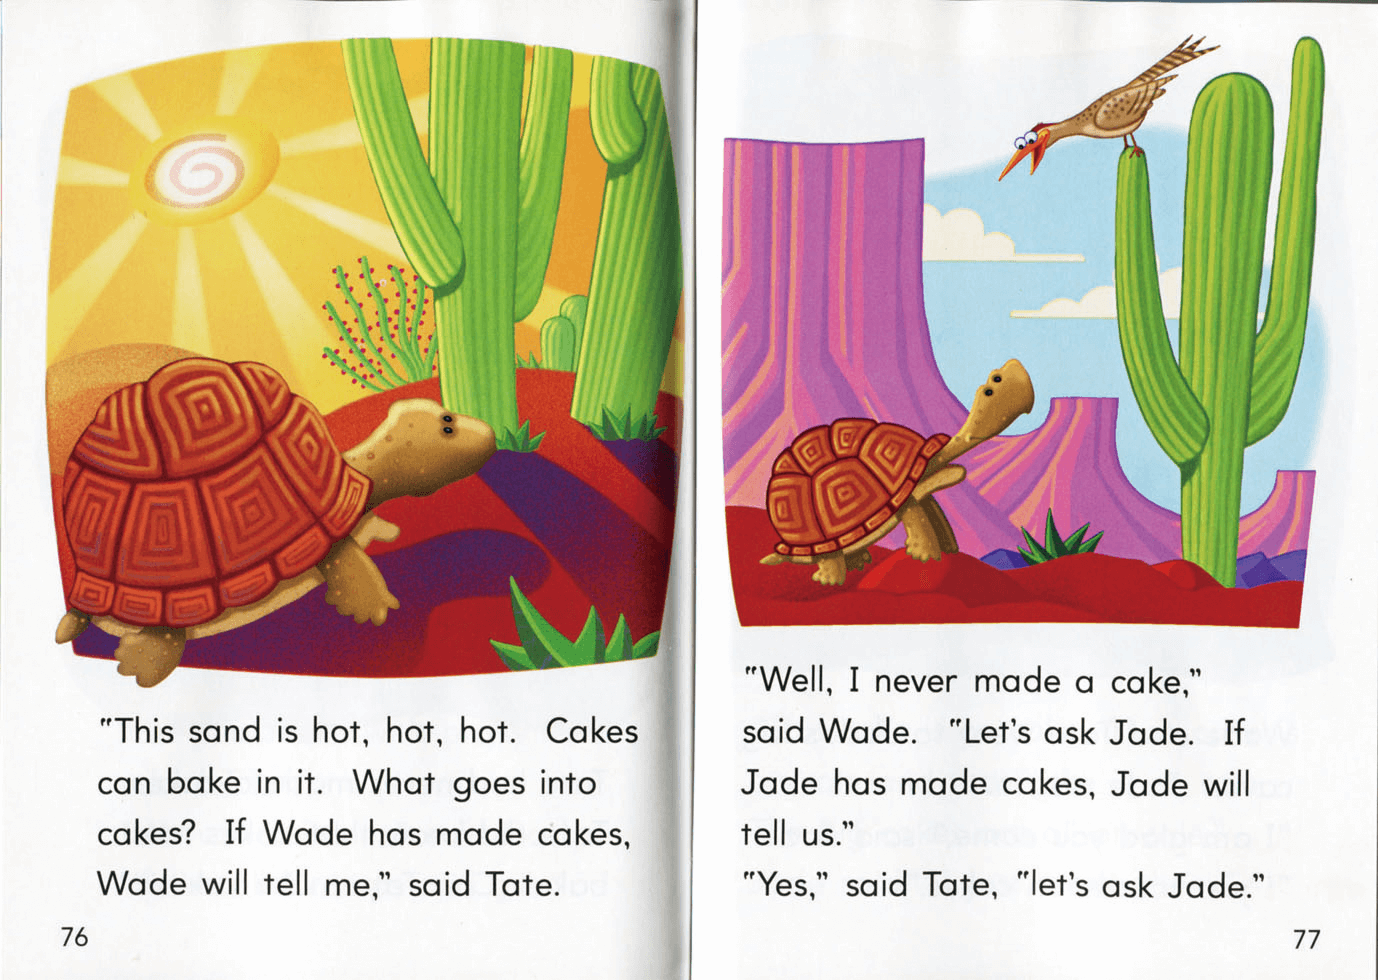 "This sand is hot, hot, hot. Cakes
can bake in it. What goes into
cakes? If Wade has made cakes,
Wade will tell me," said Tate.
76
"Well, I never made a cake,"
said Wade. "Let's ask Jade. If
Jade has made cakes, Jade will
tell us."
"Yes," said Tate, "let's ask Jade."
77